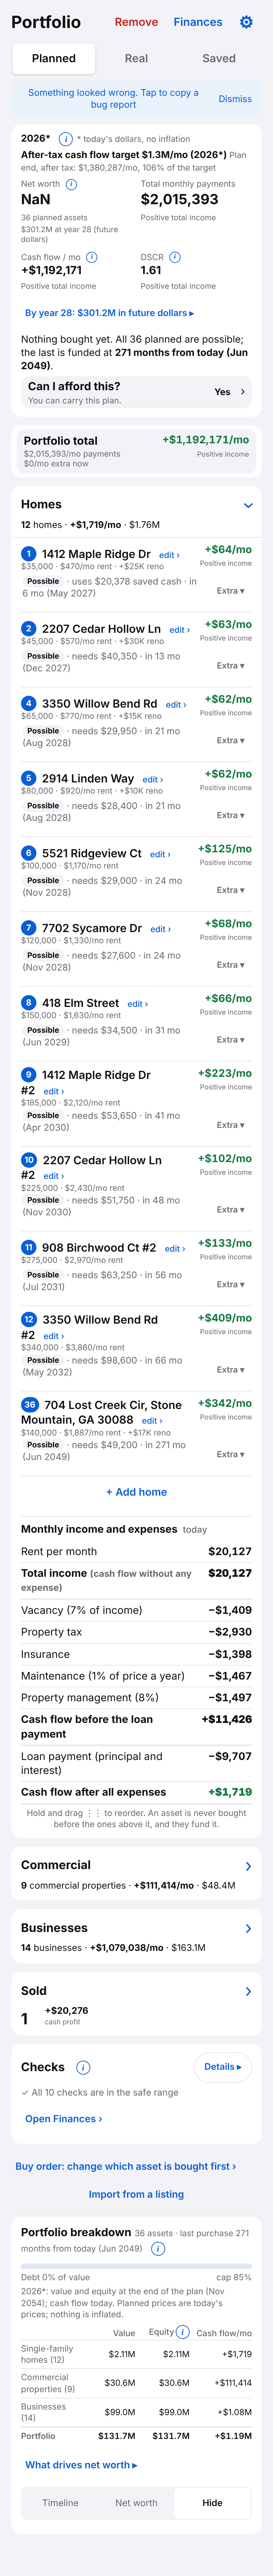 Portfolio Remove Finances
Planned Real Saved
Something looked wrong. Tap to copy a
bug report
Dismiss
2026* i * today's dollars, no inflation
After-tax cash flow target $1.3M/mo (2026*) Plan
end, after tax: $1,380,287/mo, 106% of the target
Net worth i Total monthly payments
NaN $2,015,393
36 planned assets Positive total income
$301.2M at year 28 (future
dollars)
Cash flow / mo i DSCR i
+$1,192,171 1.61
Positive total income Positive total income
By year 28: $301.2M in future dollars ▸
Nothing bought yet. All 36 planned are possible;
the last is funded at 271 months from today (Jun
2049).
Can I afford this? Yes ›
You can carry this plan.
Portfolio total +$1,192,171/mo
$2,015,393/mo payments Positive income
$0/mo extra now
Homes
12 homes · +$1,719/mo · $1.76M
1 1412 Maple Ridge Dr edit › +$64/mo
$35,000 · $470/mo rent · +$25K reno Positive income
Possible · uses $20,378 saved cash · in
6 mo (May 2027) Extra ▾
2 2207 Cedar Hollow Ln edit › +$63/mo
$45,000 · $570/mo rent · +$30K reno Positive income
Possible · needs $40,350 · in 13 mo
(Dec 2027) Extra ▾
4 3350 Willow Bend Rd edit › +$62/mo
$65,000 · $770/mo rent · +$15K reno Positive income
Possible · needs $29,950 · in 21 mo
(Aug 2028) Extra ▾
5 2914 Linden Way edit › +$62/mo
$80,000 · $920/mo rent · +$10K reno Positive income
Possible · needs $28,400 · in 21 mo
(Aug 2028) Extra ▾
6 5521 Ridgeview Ct edit › +$125/mo
$100,000 · $1,170/mo rent Positive income
Possible · needs $29,000 · in 24 mo
(Nov 2028) Extra ▾
7 7702 Sycamore Dr edit › +$68/mo
$120,000 · $1,330/mo rent Positive income
Possible · needs $27,600 · in 24 mo
(Nov 2028) Extra ▾
8 418 Elm Street edit › +$66/mo
$150,000 · $1,630/mo rent Positive income
Possible · needs $34,500 · in 31 mo
(Jun 2029) Extra ▾
9 1412 Maple Ridge Dr +$223/mo
#2 edit › Positive income
$185,000 · $2,120/mo rent
Possible · needs $53,650 · in 41 mo
(Apr 2030) Extra ▾
10 2207 Cedar Hollow Ln +$102/mo
#2 edit › Positive income
$225,000 · $2,430/mo rent
Possible · needs $51,750 · in 48 mo
(Nov 2030) Extra ▾
11 908 Birchwood Ct #2 edit › +$133/mo
$275,000 · $2,970/mo rent Positive income
Possible · needs $63,250 · in 56 mo
(Jul 2031) Extra ▾
12 3350 Willow Bend Rd +$409/mo
#2 edit › Positive income
$340,000 · $3,860/mo rent
Possible · needs $98,600 · in 66 mo
(May 2032) Extra ▾
36 704 Lost Creek Cir, Stone +$342/mo
Mountain, GA 30088 edit › Positive income
$140,000 · $1,887/mo rent · +$17K reno
Possible · needs $49,200 · in 271 mo
(Jun 2049) Extra ▾
+ Add home
Monthly income and expenses today
Rent per month $20,127
Total income (cash flow without any $20,127
expense)
Vacancy (7% of income) −$1,409
Property tax −$2,930
Insurance −$1,398
Maintenance (1% of price a year) −$1,467
Property management (8%) −$1,497
Cash flow before the loan +$11,426
payment
Loan payment (principal and −$9,707
interest)
Cash flow after all expenses +$1,719
Hold and drag ⋮⋮ to reorder. An asset is never bought
before the ones above it, and they fund it.
Commercial ›
9 commercial properties · +$111,414/mo · $48.4M
Businesses ›
14 businesses · +$1,079,038/mo · $163.1M
Sold ›
1 +$20,276
cash profit
Checks i Details ▸
✓ All 10 checks are in the safe range
Open Finances ›
Buy order: change which asset is bought first ›
Import from a listing
Portfolio breakdown 36 assets · last purchase 271
months from today (Jun 2049) i
Debt 0% of value cap 85%
2026*: value and equity at the end of the plan (Nov
2054); cash flow today. Planned prices are today's
prices; nothing is inflated.
Value Equity i Cash flow/mo
Single-family
homes (12) $2.11M $2.11M +$1,719
Commercial
properties (9) $30.6M $30.6M +$111,414
Businesses
(14) $99.0M $99.0M +$1.08M
Portfolio $131.7M $131.7M +$1.19M
What drives net worth ▸
Timeline Net worth Hide